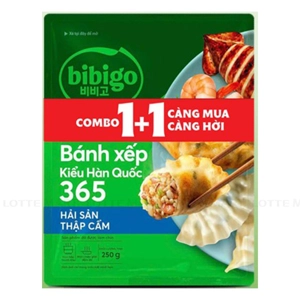 bibigo
비비고
COMBO 1+1 CÀNG MUA CÀNG HỜI
Bánh xếp
Kiểu Hàn Quốc
365
HẢI SẢN
THẬP CẨM
250 g
LOTTE